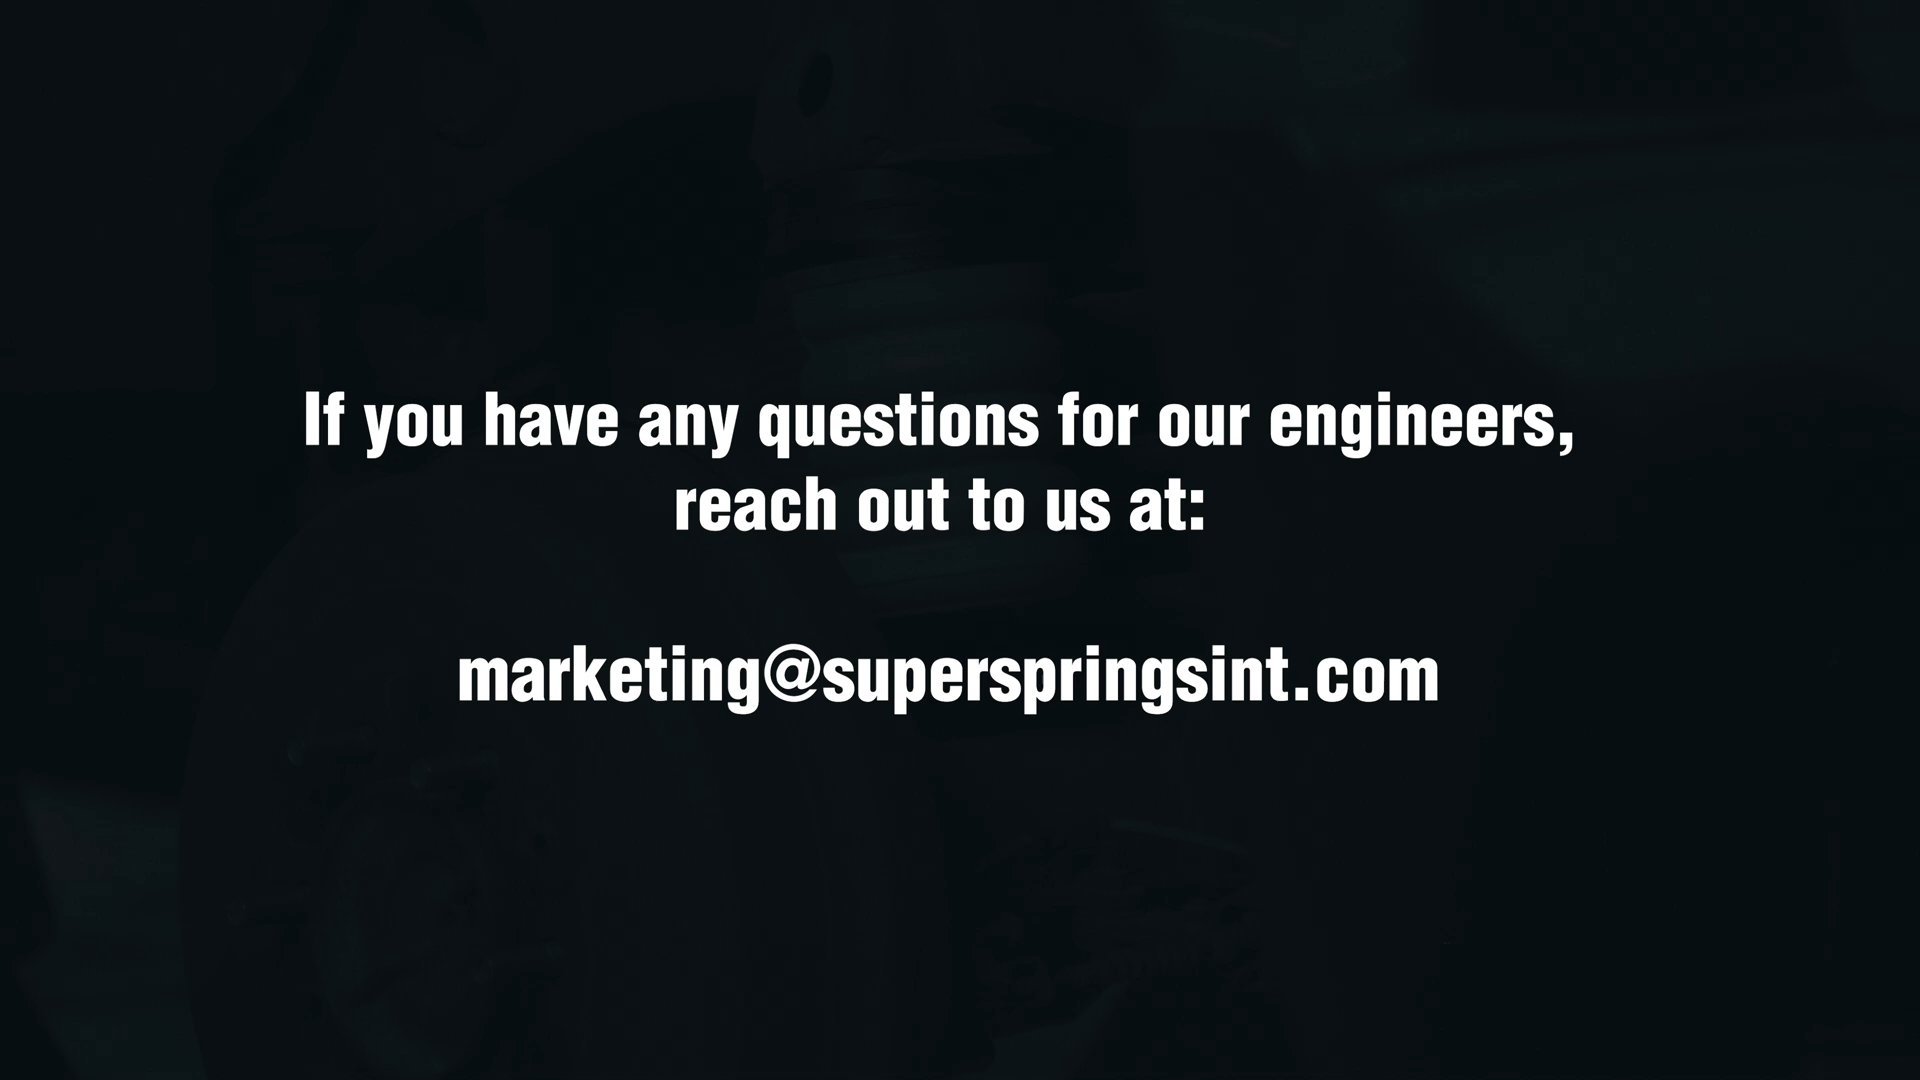 If you have any questions for our engineers,
reach out to us at:
marketing@superspringsint.com